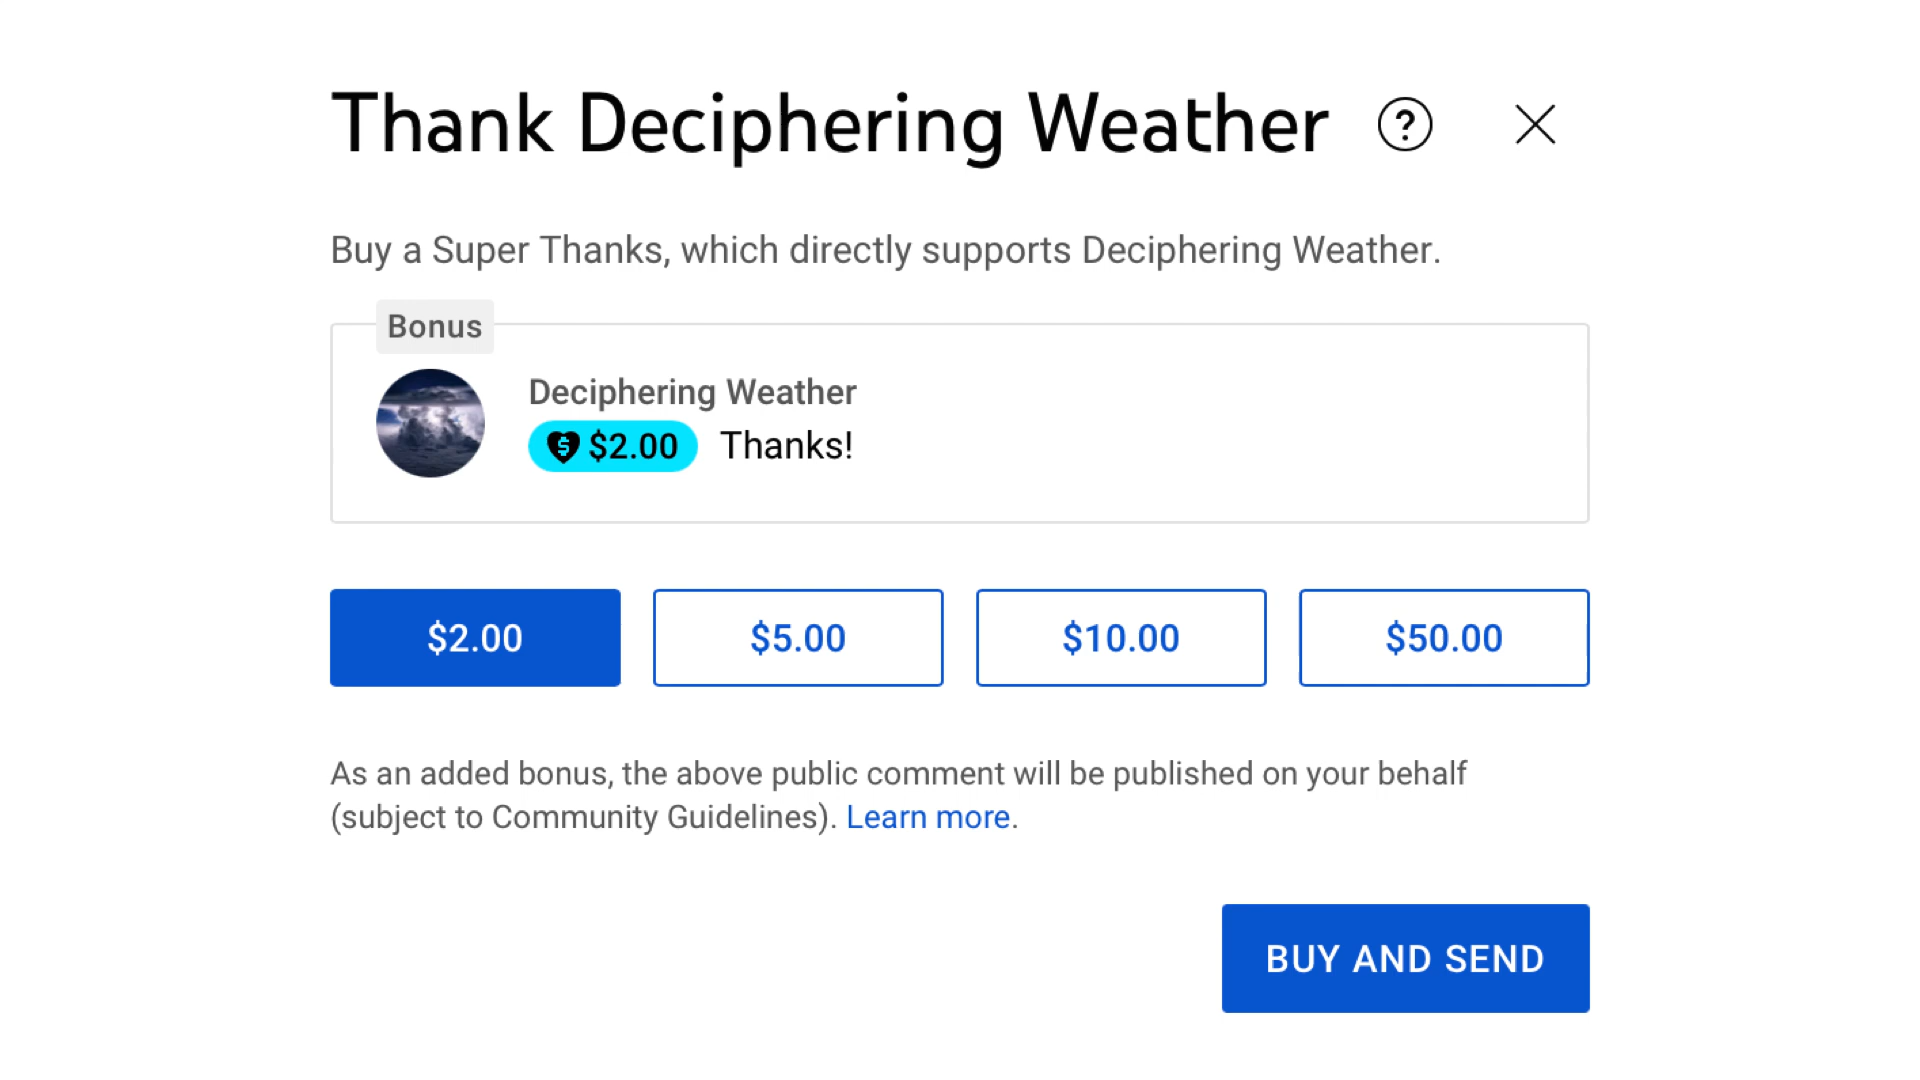 Thank Deciphering Weather ?
Buy a Super Thanks, which directly supports Deciphering Weather.
Bonus
Deciphering Weather
$ $2.00 Thanks!
$2.00 $5.00 $10.00 $50.00
As an added bonus, the above public comment will be published on your behalf
(subject to Community Guidelines). Learn more.
BUY AND SEND